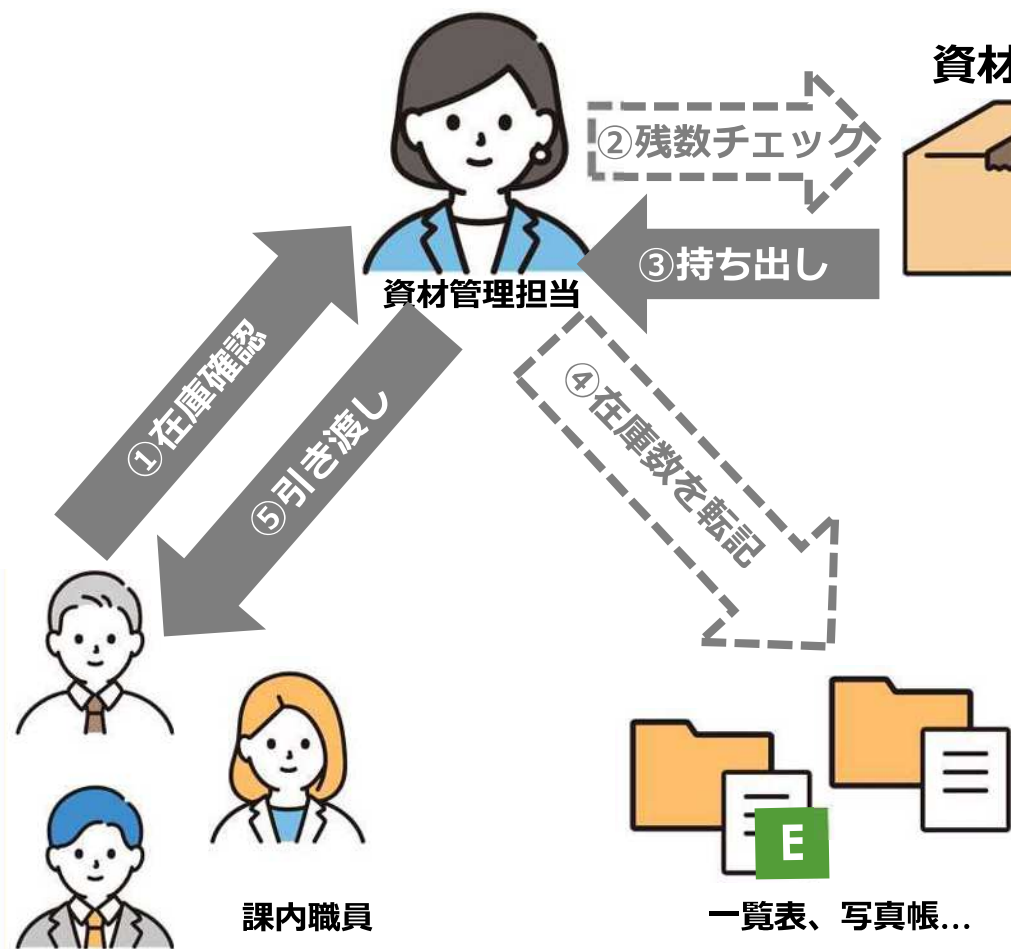 資材
②残数チェック
③持ち出し
資材管理担当
①在庫確認
⑤引き渡し
④在庫数を転記
E
課内職員
一覧表、写真帳…